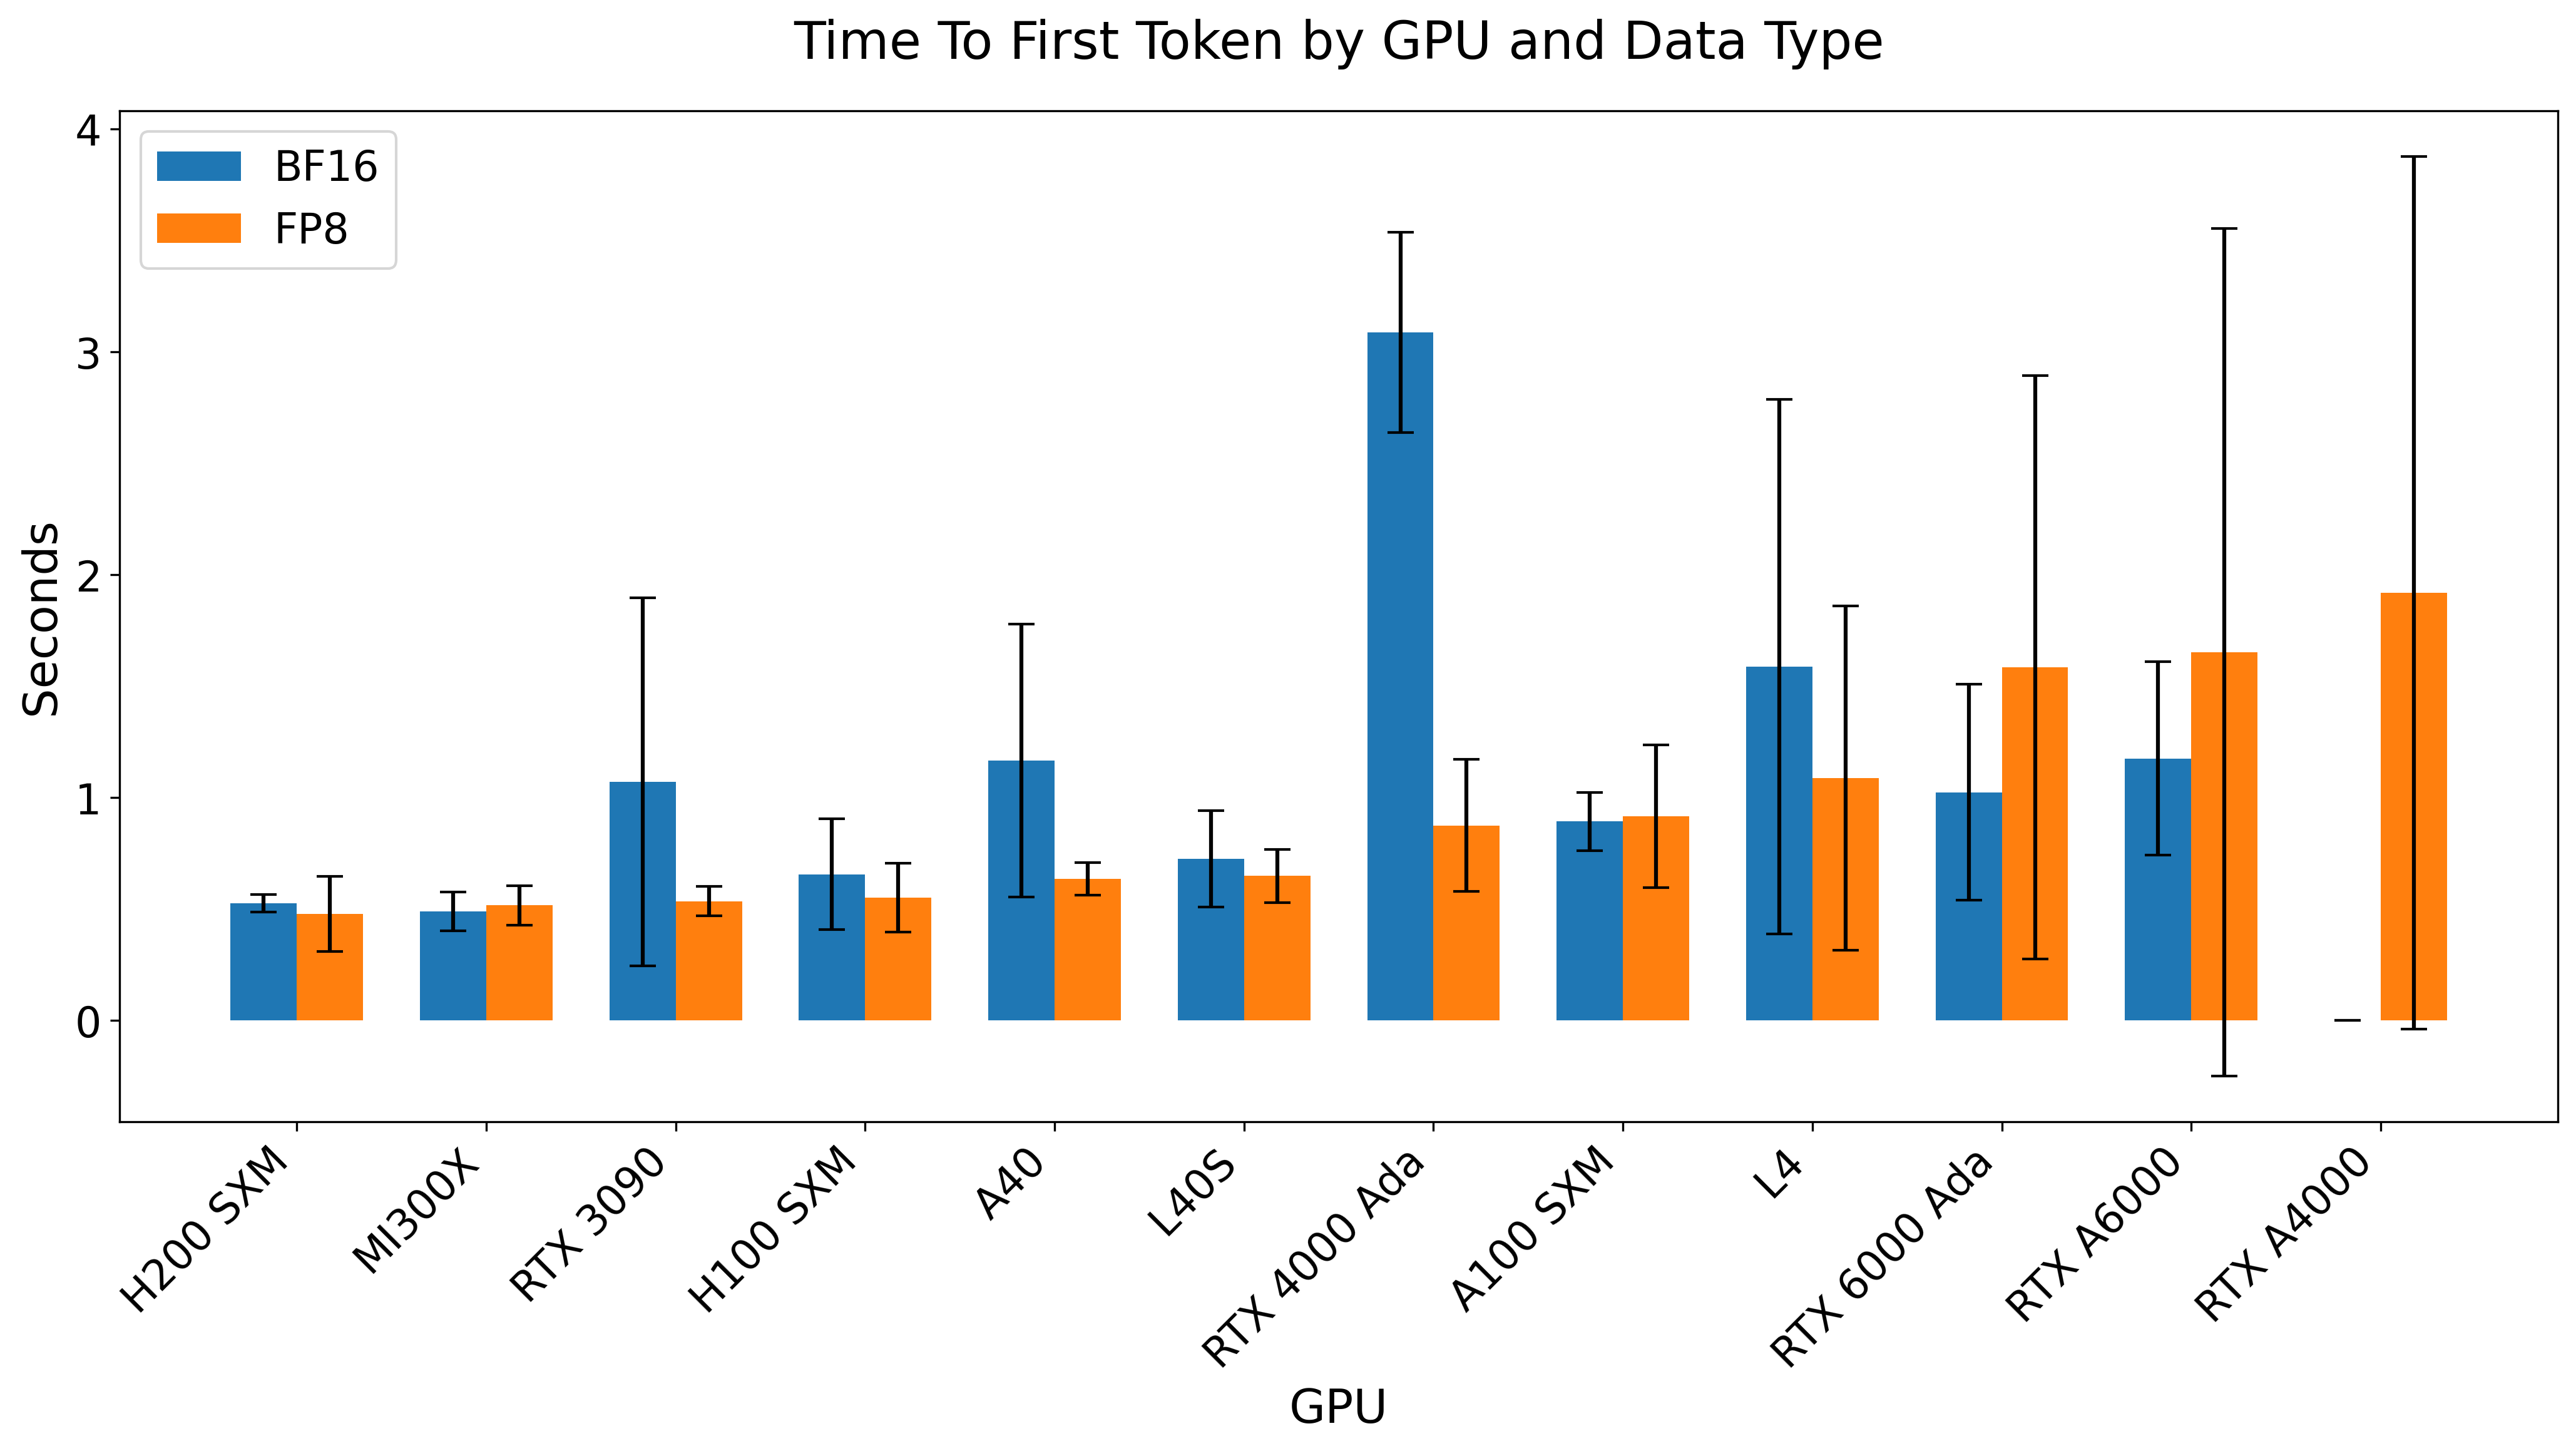 Time To First Token by GPU and Data Type
BF16
FP8
4
3
2
1
0
Seconds
H200 SXM
MI300X
RTX 3090
H100 SXM
A40
L40S
RTX 4000 Ada
A100 SXM
L4
RTX 6000 Ada
RTX A6000
RTX A4000
GPU